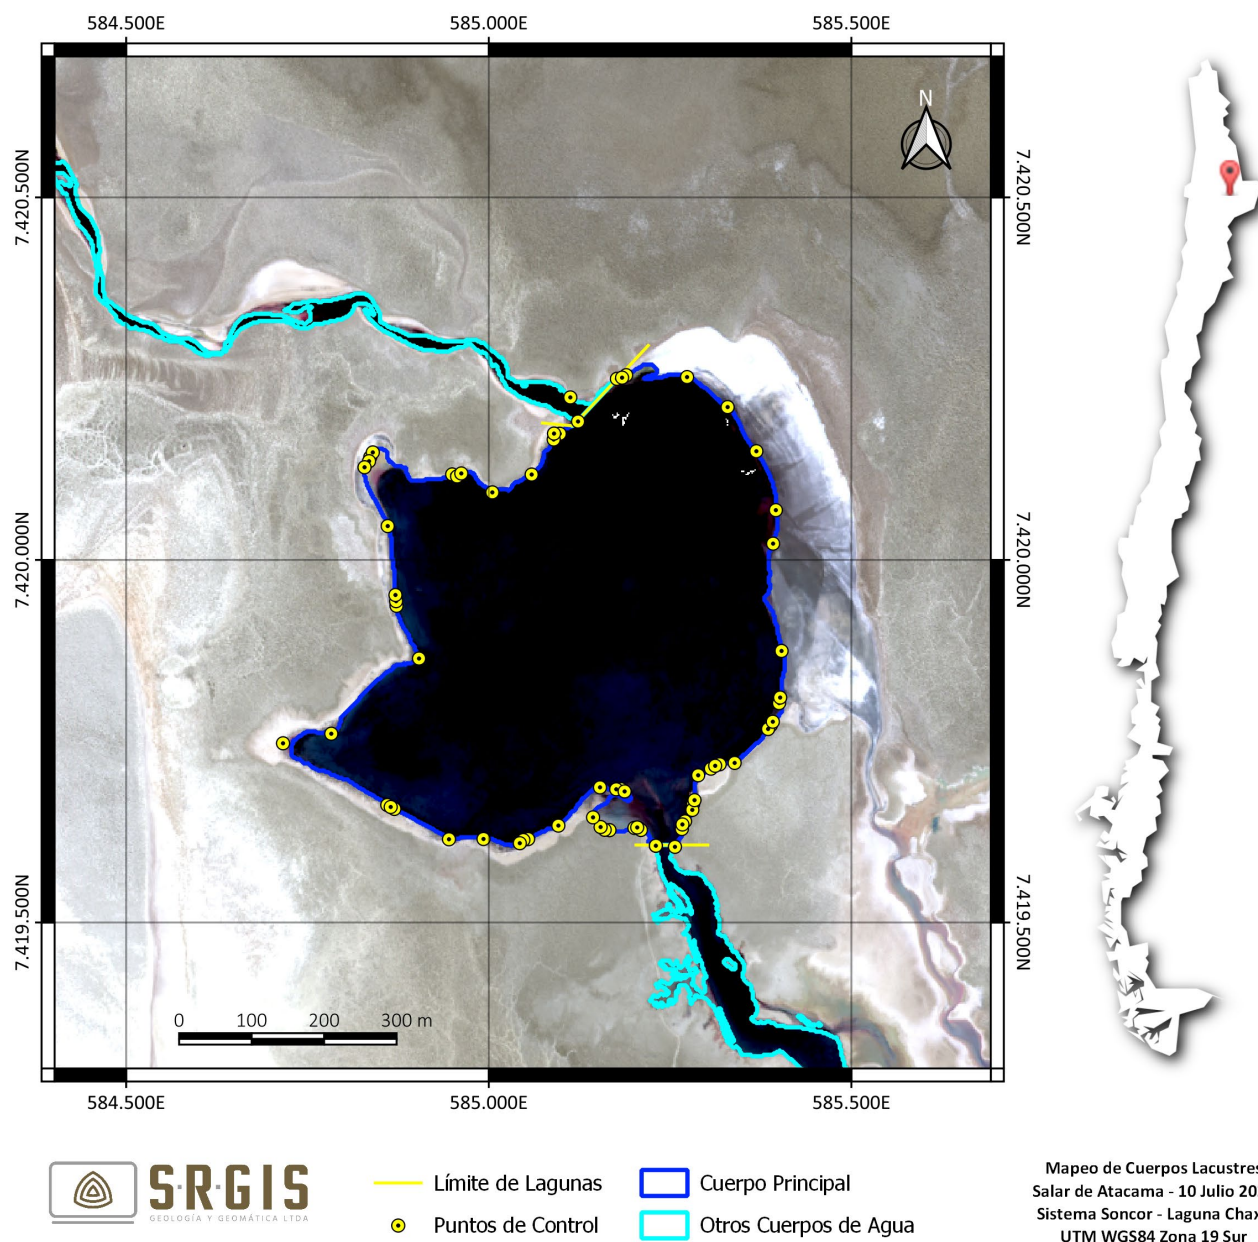 584.500E 585.000E 585.500E
N
7.420.500N 7.420.500N
7.420.000N 7.420.000N
7.419.500N 7.419.500N
0 100 200 300 m
584.500E 585.000E 585.500E
S·R·GIS
GEOLOGÍA Y GEOMÁTICA LTDA
Límite de Lagunas
Cuerpo Principal
Puntos de Control
Otros Cuerpos de Agua
Mapeo de Cuerpos Lacustres
Salar de Atacama - 10 Julio
Sistema Soncor - Laguna
UTM WGS84 Zona 19 Sur